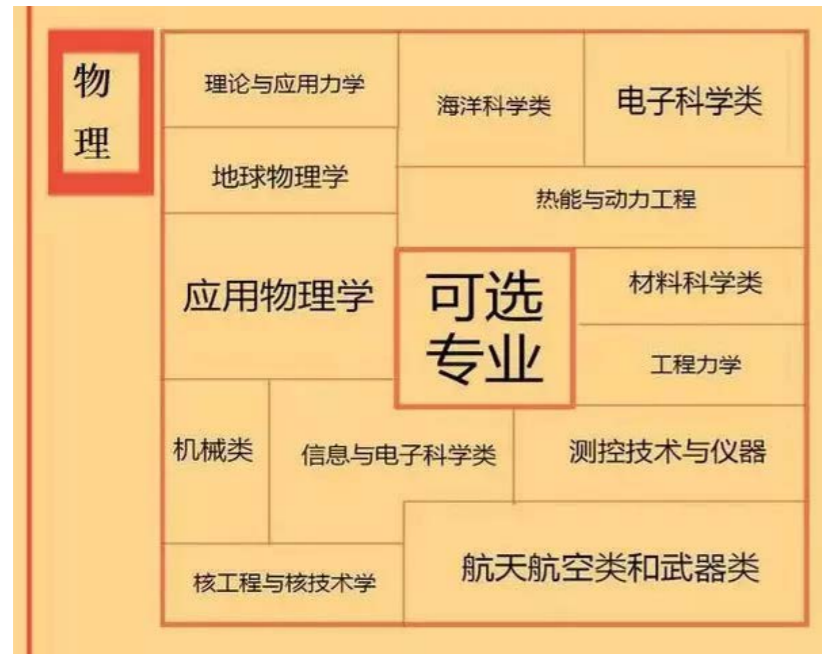 物
理
理论与应用力学
海洋科学类
电子科学类
地球物理学
热能与动力工程
应用物理学
可选
专业
材料科学类
工程力学
机械类
信息与电子科学类
测控技术与仪器
核工程与核技术学
航天航空类和武器类